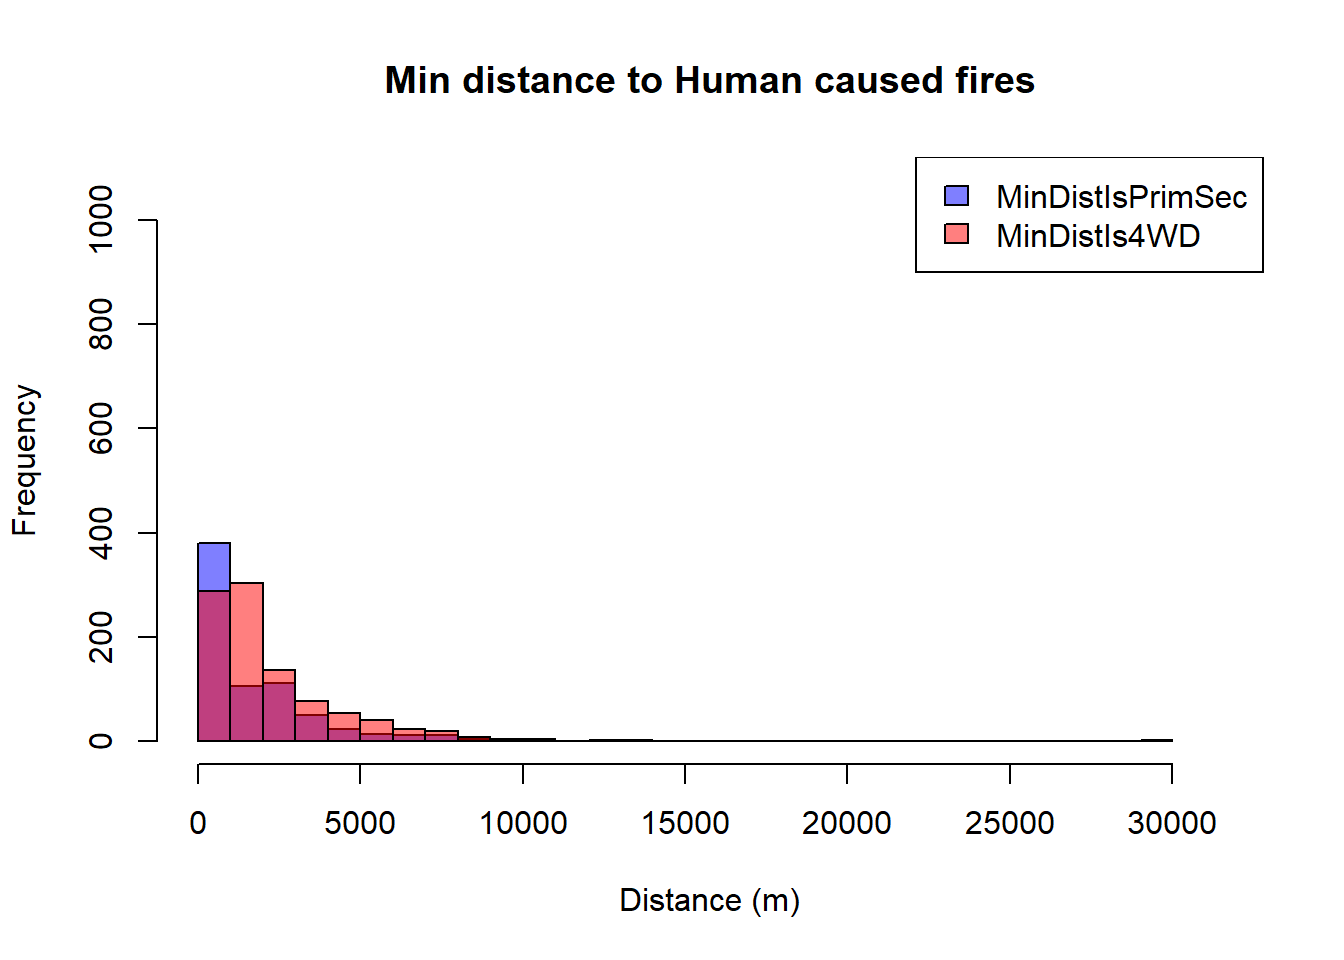 Min distance to Human caused fires
MinDistIsPrimSec
MinDistIs4WD
Frequency
1000
800
600
400
200
0
0 5000 10000 15000 20000 25000 30000
Distance (m)